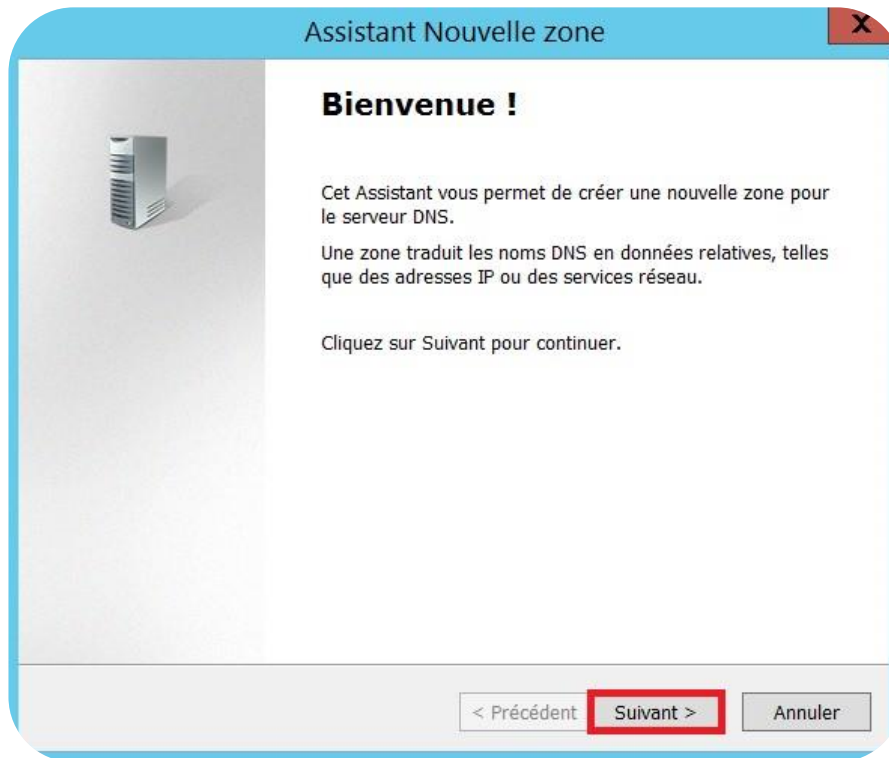 Assistant Nouvelle zone
X
Bienvenue !
Cet Assistant vous permet de créer une nouvelle zone pour
le serveur DNS.
Une zone traduit les noms DNS en données relatives, telles
que des adresses IP ou des services réseau.
Cliquez sur Suivant pour continuer.
< Précédent Suivant > Annuler